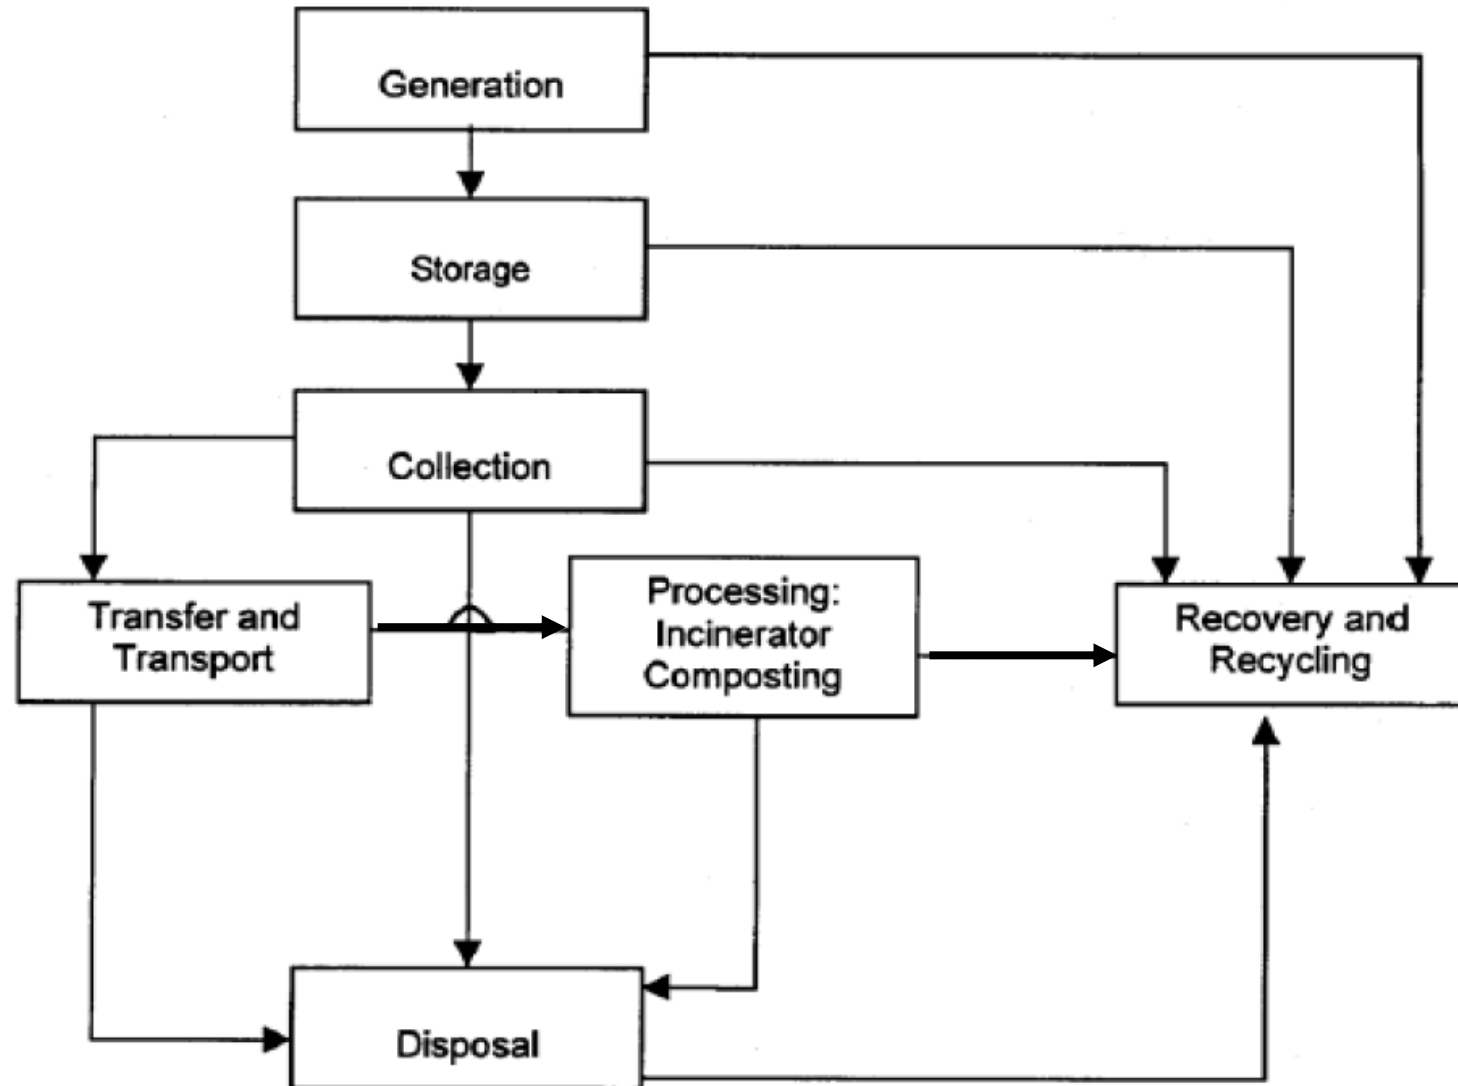 Generation
Storage
Collection
Transfer and
Transport
Processing:
Incinerator
Composting
Recovery and
Recycling
Disposal